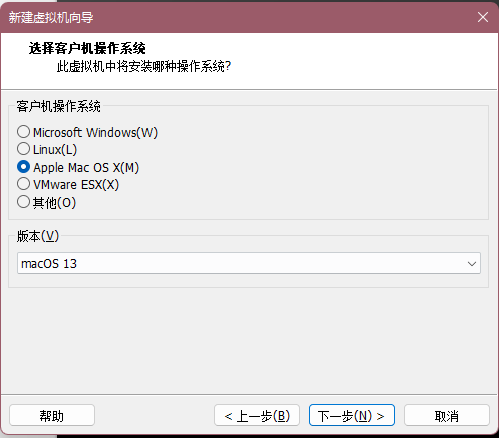 新建虚拟机向导
选择客户机操作系统
此虚拟机中将安装哪种操作系统?
客户机操作系统
Microsoft Windows(W)
Linux(L)
Apple Mac OS X(M)
VMware ESX(X)
其他(O)
版本(V)
macOS 13
帮助
< 上一步(B)
下一步(N) >
取消